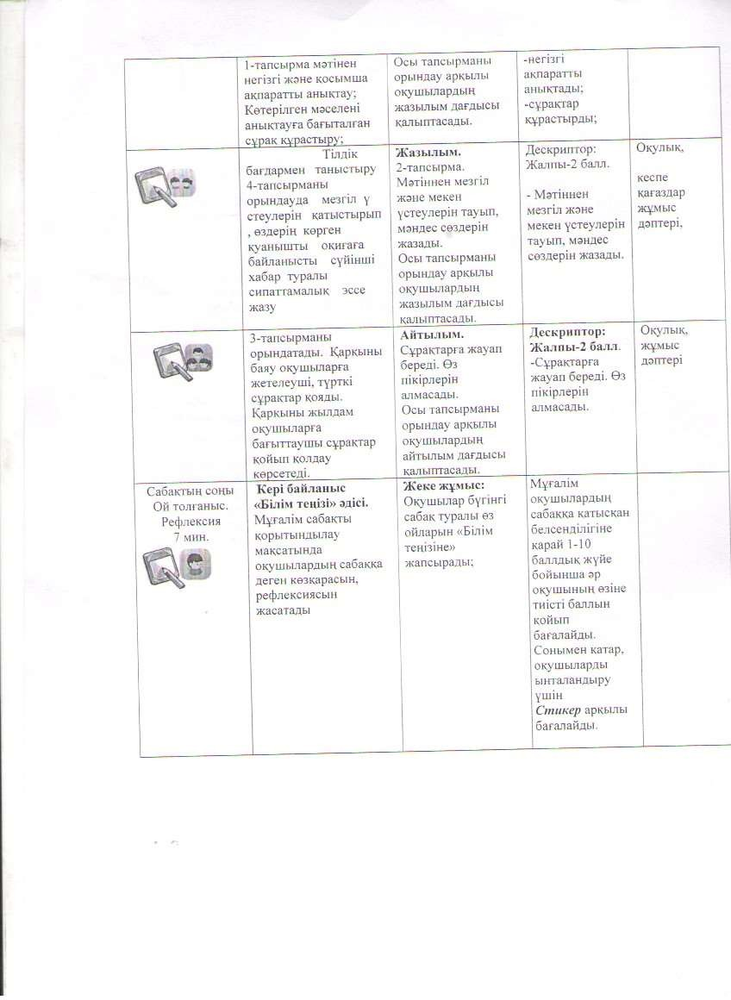 1-тапсырма мәтінен
негізгі және қосымша
ақпаратты анықтау;
Көтерілген мәселені
анықтауға бағыталған
сұрақ құрастыру;
Осы тапсырманы
орындау арқылы
оқушылардың
жазылым дағдысы
қалыптасады.
-негізгі
ақпаратты
анықтады;
-сұрақтар
құрастырды;
Тілдік
бағдармен таныстыру
4-тапсырманы
орындауда мезгіл ү
стеулерін қатыстырып
, өздерің көрген
қуанышты оқиғаға
байланысты сүйінші
хабар туралы
сипаттамалық эссе
жазу
Жазылым.
2-тапсырма.
Мәтіннен мезгіл
және мекен
үстеулерін тауып,
мәндес сөздерін
жазады.
Осы тапсырманы
орындау арқылы
оқушылардың
жазылым дағдысы
қалыптасады.
Дескриптор:
Жалпы-2 балл.
- Мәтіннен
мезгіл және
мекен үстеулерін
тауып, мәндес
сөздерін жазады.
Оқулық,
кеспе
қағаздар
жұмыс
дәптері,
3-тапсырманы
орындатады. Қарқыны
баяу оқушыларға
жетелеуші, түрткі
сұрақтар қояды.
Қарқыны жылдам
оқушыларға
бағыттаушы сұрақтар
қойып қолдау
көрсетеді.
Айтылым.
Сұрақтарға жауап
береді. Өз
пікірлерін
алмасады.
Осы тапсырманы
орындау арқылы
оқушылардың
айтылым дағдысы
қалыптасады.
Дескриптор:
Жалпы-2 балл.
-Сұрақтарға
жауап береді. Өз
пікірлерін
алмасады.
Оқулық,
жұмыс
дәптері
Сабақтың соңы
Ой толғаныс.
Рефлексия
7 мин.
Кері байланыс
«Білім теңізі» әдісі.
Мұғалім сабақты
қорытындылау
мақсатында
оқушылардың сабаққа
деген көзқарасын,
рефлексиясын
жасатады
Жеке жұмыс:
Оқушылар бүгінгі
сабақ туралы өз
ойларын «Білім
теңізіне»
жапсырады;
Мұғалім
оқушылардың
сабаққа қатысқан
белсенділігіне
қарай 1-10
баллдық жүйе
бойынша әр
оқушының өзіне
тиісті баллын
қойып
бағалайды.
Сонымен қатар,
оқушыларды
ынталандыру
үшін
Стикер арқылы
бағалайды.